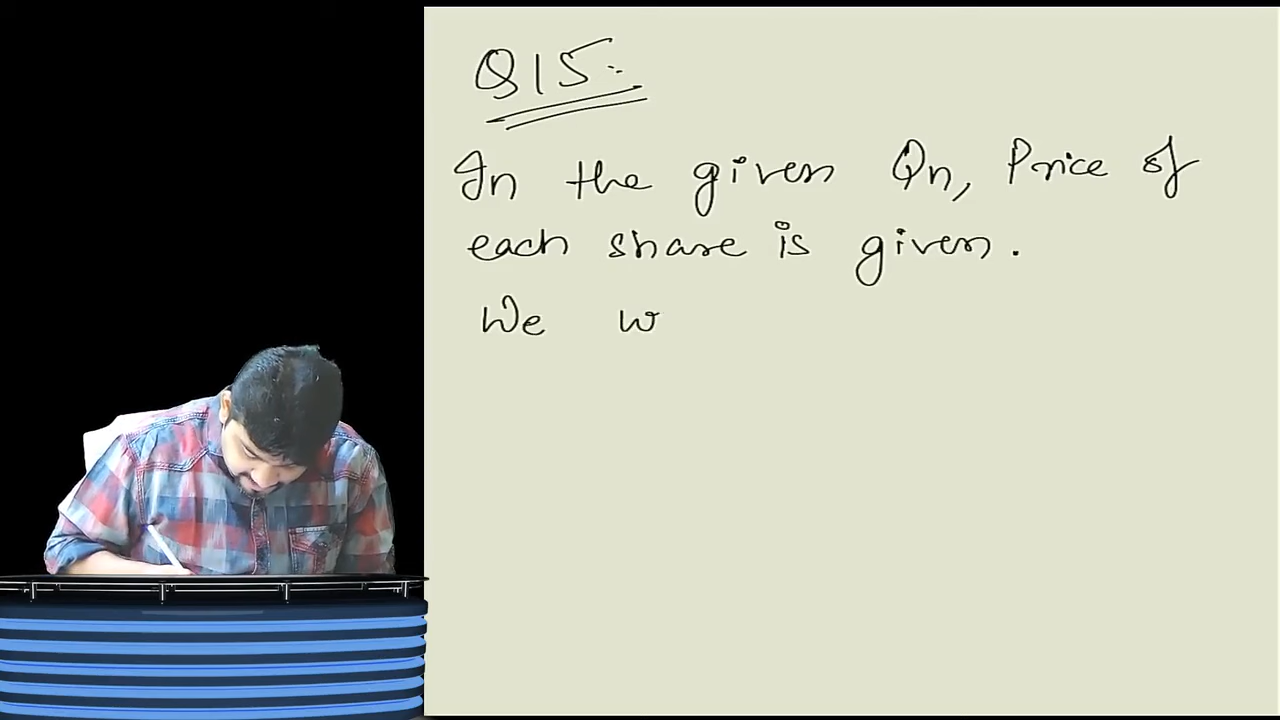 Q15:
In the given Qn, Price of
each share is given.
We w